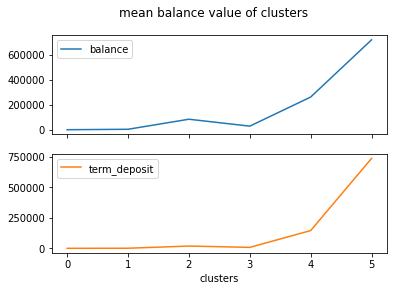 mean balance value of clusters
balance
600000
400000
200000
0
term_deposit
750000
500000
250000
0
0 1 2 3 4 5
clusters